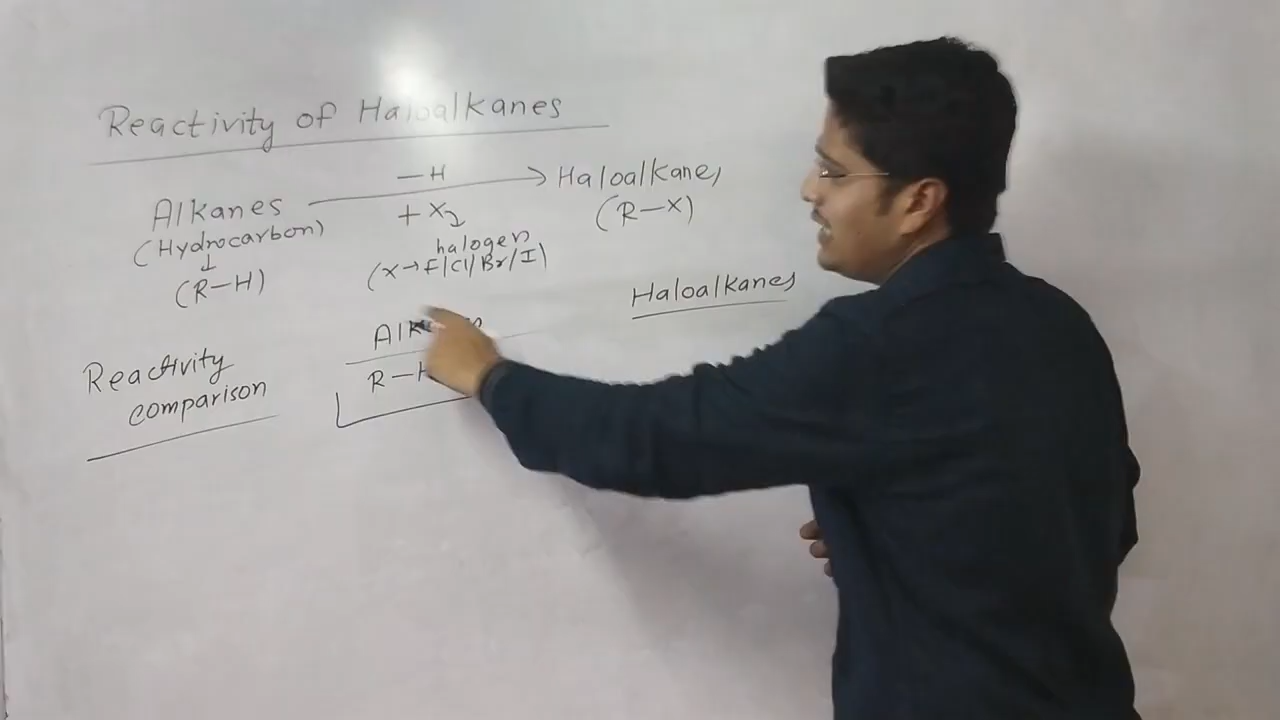 Reactivity of Haloalkanes
Alkanes — H → Haloalkanes
(Hydrocarbon) + X₂ (R—X)
↓ halogen
(R—H) (X→F/Cl/Br/I)
Haloalkanes
Reactivity
comparison
R—H